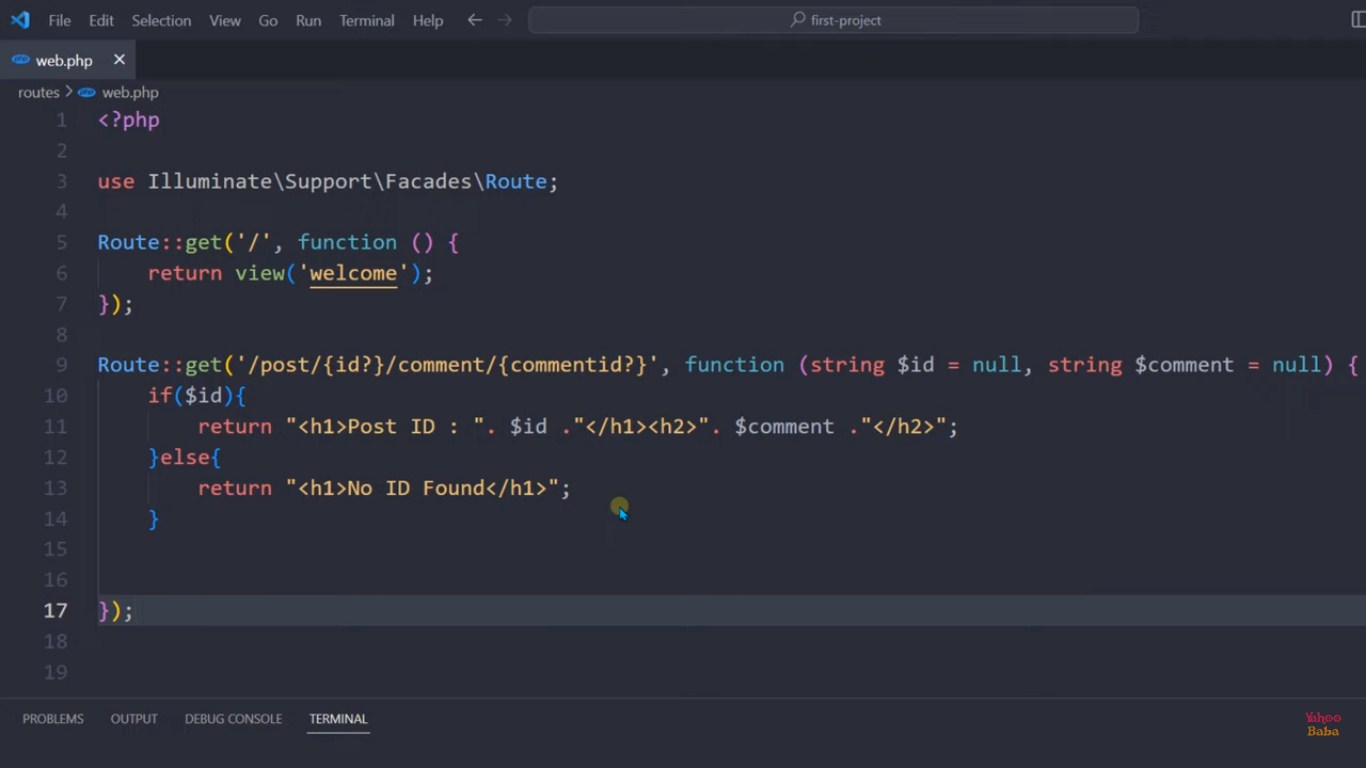 File Edit Selection View Go Run Terminal Help first-project
web.php
routes > web.php
1 <?php
2
3 use Illuminate\Support\Facades\Route;
4
5 Route::get('/', function () {
6 return view('welcome');
7 });
8
9 Route::get('/post/{id?}/comment/{commentid?}', function (string $id = null, string $comment = null) {
10 if($id){
11 return "<h1>Post ID : ". $id ."</h1><h2>". $comment ."</h2>";
12 }else{
13 return "<h1>No ID Found</h1>";
14 }
15
16
17 });
18
19
PROBLEMS OUTPUT DEBUG CONSOLE TERMINAL
Yahoo
Baba